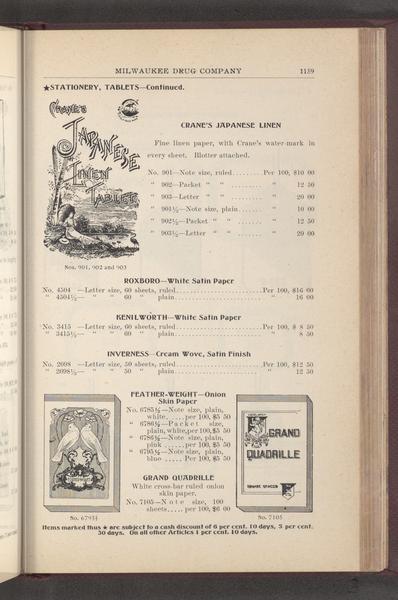 MILWAUKEE DRUG COMPANY 1139
★STATIONERY, TABLETS—Continued.
CRANE'S
JAPANESE
LINEN
TABLET
Nos. 901, 902 and 903
CRANE'S JAPANESE LINEN
Fine linen paper, with Crane's water-mark in
every sheet. Blotter attached.
No. 901—Note size, ruled........Per 100, $10 00
" 902—Packet " " ........ " 12 50
" 903—Letter " " ........ " 20 00
" 901½—Note size, plain....... " 10 00
" 902½—Packet " " ....... " 12 50
" 903½—Letter " " ....... " 20 00
ROXBORO—White Satin Paper
No. 4504 —Letter size, 60 sheets, ruled........Per 100, $16 00
" 4504½— " " 60 " plain........ " 16 00
KENILWORTH—White Satin Paper
No. 3415 —Letter size, 60 sheets, ruled........Per 100, $ 8 50
" 3415½— " " 60 " plain........ " 8 50
INVERNESS—Cream Wove, Satin Finish
No. 2098 —Letter size, 50 sheets, ruled........Per 100, $12 50
" 2098½— " " 50 " plain........ " 12 50
FEATHER-WEIGHT—Onion
Skin Paper
No. 6785½—Note size, plain,
white.....per 100, $5 50
" 6786½—Packet size,
plain, white, per 100, $5 50
" 6786½—Note size, plain,
pink .....per 100, $5 50
" 6795½—Note size, plain,
blue .....Per 100, $5 50
GRAND QUADRILLE
White cross-bar ruled onion
skin paper.
No. 7105—Note size, 100
sheets.....per 100, $6 00
No. 6795½
GRAND
QUADRILLE
No. 7105
Items marked thus ★ are subject to a cash discount of 6 per cent. 10 days, 5 per cent.
30 days. On all other Articles 1 per cent. 10 days.